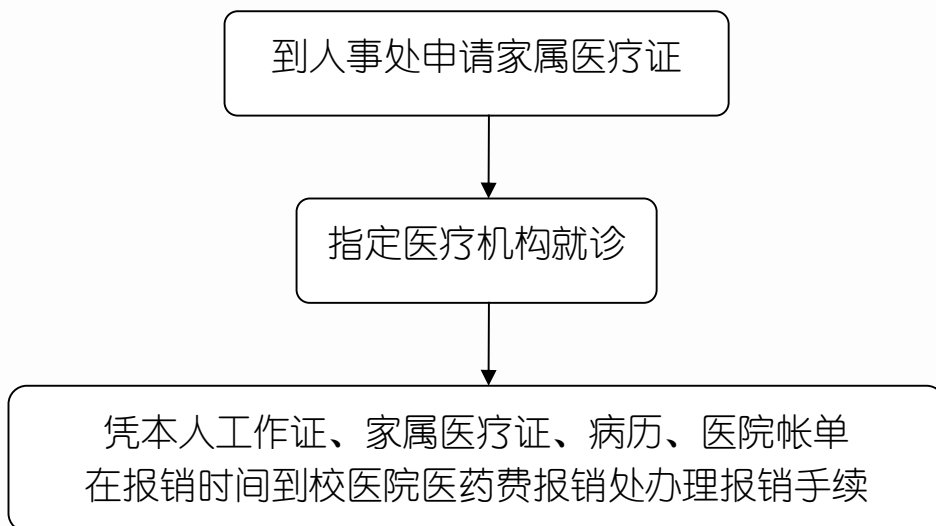 到人事处申请家属医疗证
指定医疗机构就诊
凭本人工作证、家属医疗证、病历、医院帐单
在报销时间到校医院医药费报销处办理报销手续